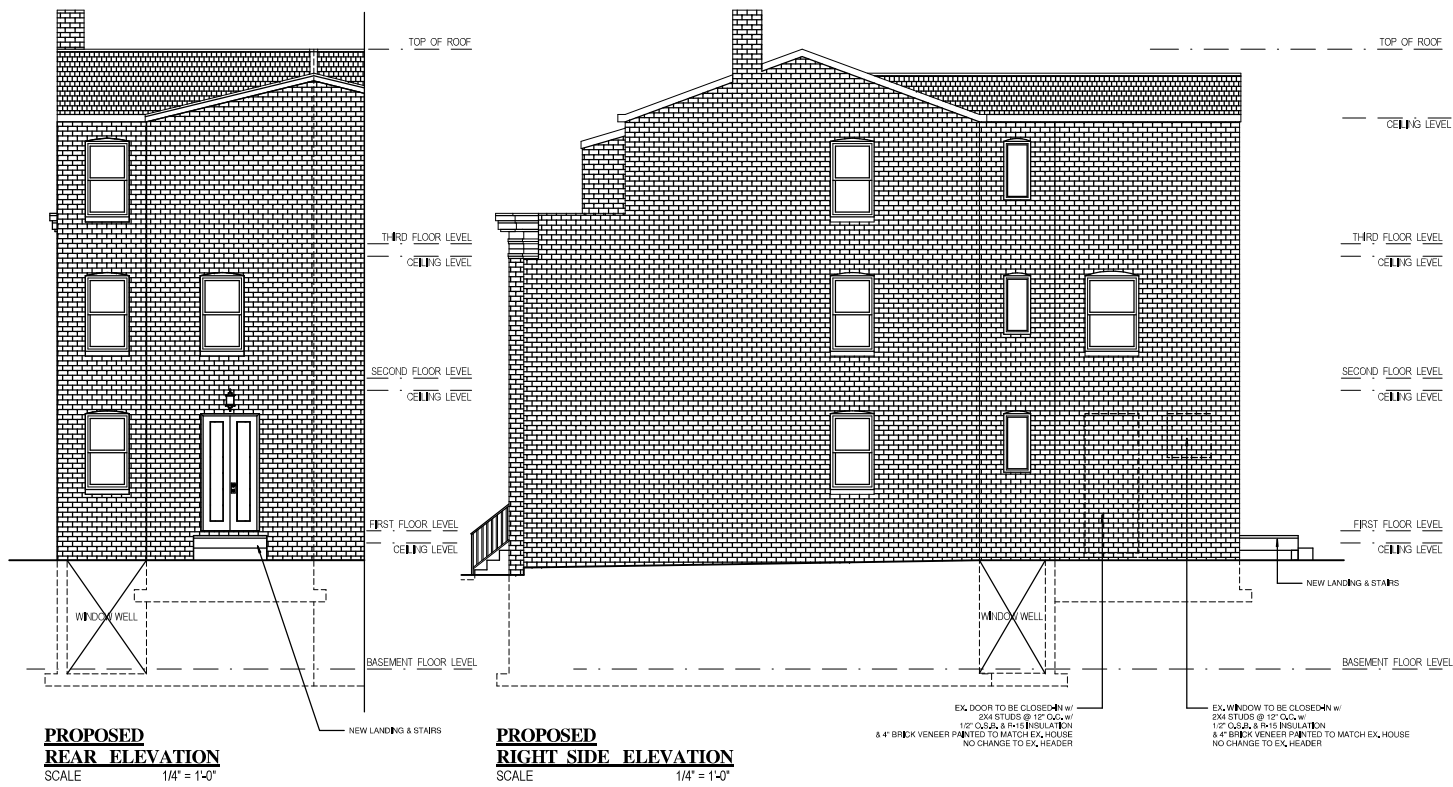 TOP OF ROOF
THIRD FLOOR LEVEL
CEILING LEVEL
SECOND FLOOR LEVEL
CEILING LEVEL
FIRST FLOOR LEVEL
CEILING LEVEL
WINDOW WELL
BASEMENT FLOOR LEVEL
NEW LANDING & STAIRS
PROPOSED
REAR ELEVATION
SCALE 1/4" = 1'-0"
TOP OF ROOF
CEILING LEVEL
THIRD FLOOR LEVEL
CEILING LEVEL
SECOND FLOOR LEVEL
CEILING LEVEL
FIRST FLOOR LEVEL
CEILING LEVEL
NEW LANDING & STAIRS
WINDOW WELL
BASEMENT FLOOR LEVEL
EX. DOOR TO BE CLOSED-IN w/
2X4 STUDS @ 12" O.C. w/
1/2" O.S.B. & R-15 INSULATION
& 4" BRICK VENEER PAINTED TO MATCH EX. HOUSE
NO CHANGE TO EX. HEADER
EX. WINDOW TO BE CLOSED-IN w/
2X4 STUDS @ 12" O.C. w/
1/2" O.S.B. & R-15 INSULATION
& 4" BRICK VENEER PAINTED TO MATCH EX. HOUSE
NO CHANGE TO EX. HEADER
PROPOSED
RIGHT SIDE ELEVATION
SCALE 1/4" = 1'-0"